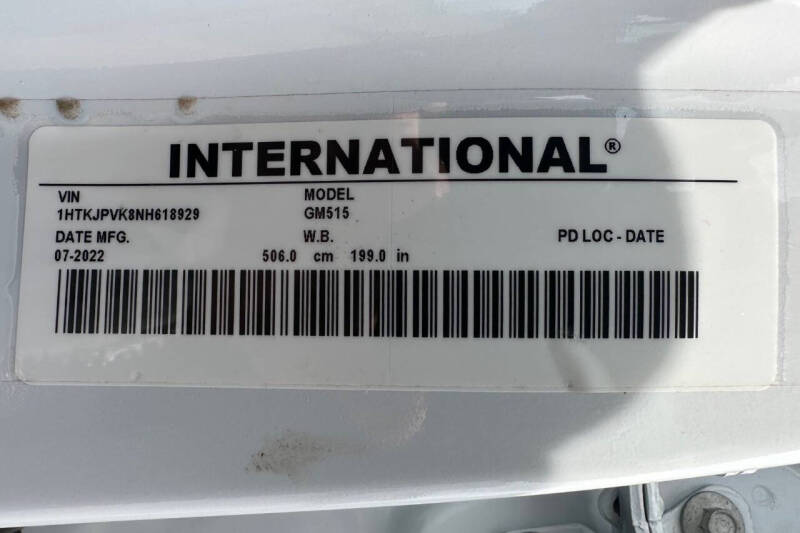 INTERNATIONAL®
VIN MODEL
1HTKJPVK8NH618929 GM515
DATE MFG. W.B. PD LOC - DATE
07-2022 506.0 cm 199.0 in